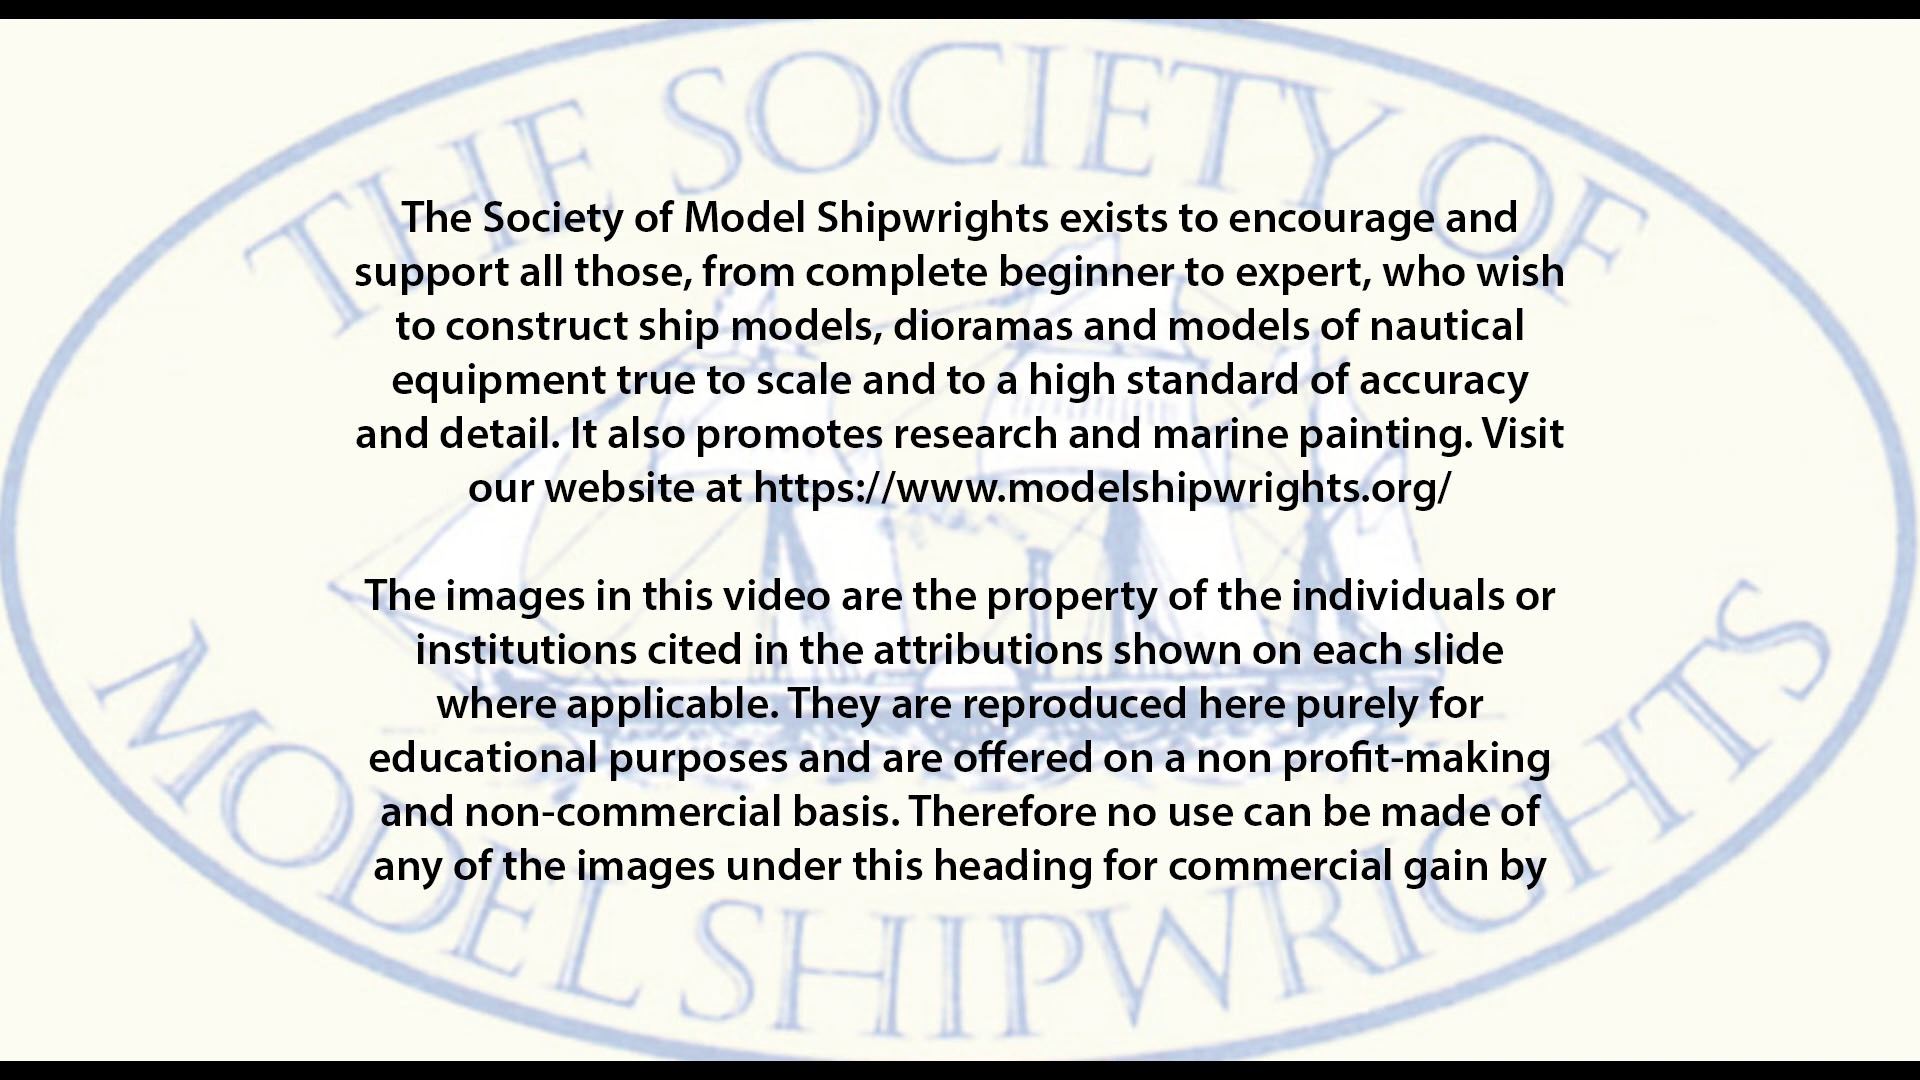 THE SOCIETY OF
The Society of Model Shipwrights exists to encourage and
support all those, from complete beginner to expert, who wish
to construct ship models, dioramas and models of nautical
equipment true to scale and to a high standard of accuracy
and detail. It also promotes research and marine painting. Visit
our website at https://www.modelshipwrights.org/
The images in this video are the property of the individuals or
institutions cited in the attributions shown on each slide
where applicable. They are reproduced here purely for
educational purposes and are offered on a non profit-making
and non-commercial basis. Therefore no use can be made of
any of the images under this heading for commercial gain by
MODEL SHIPWRIGHTS